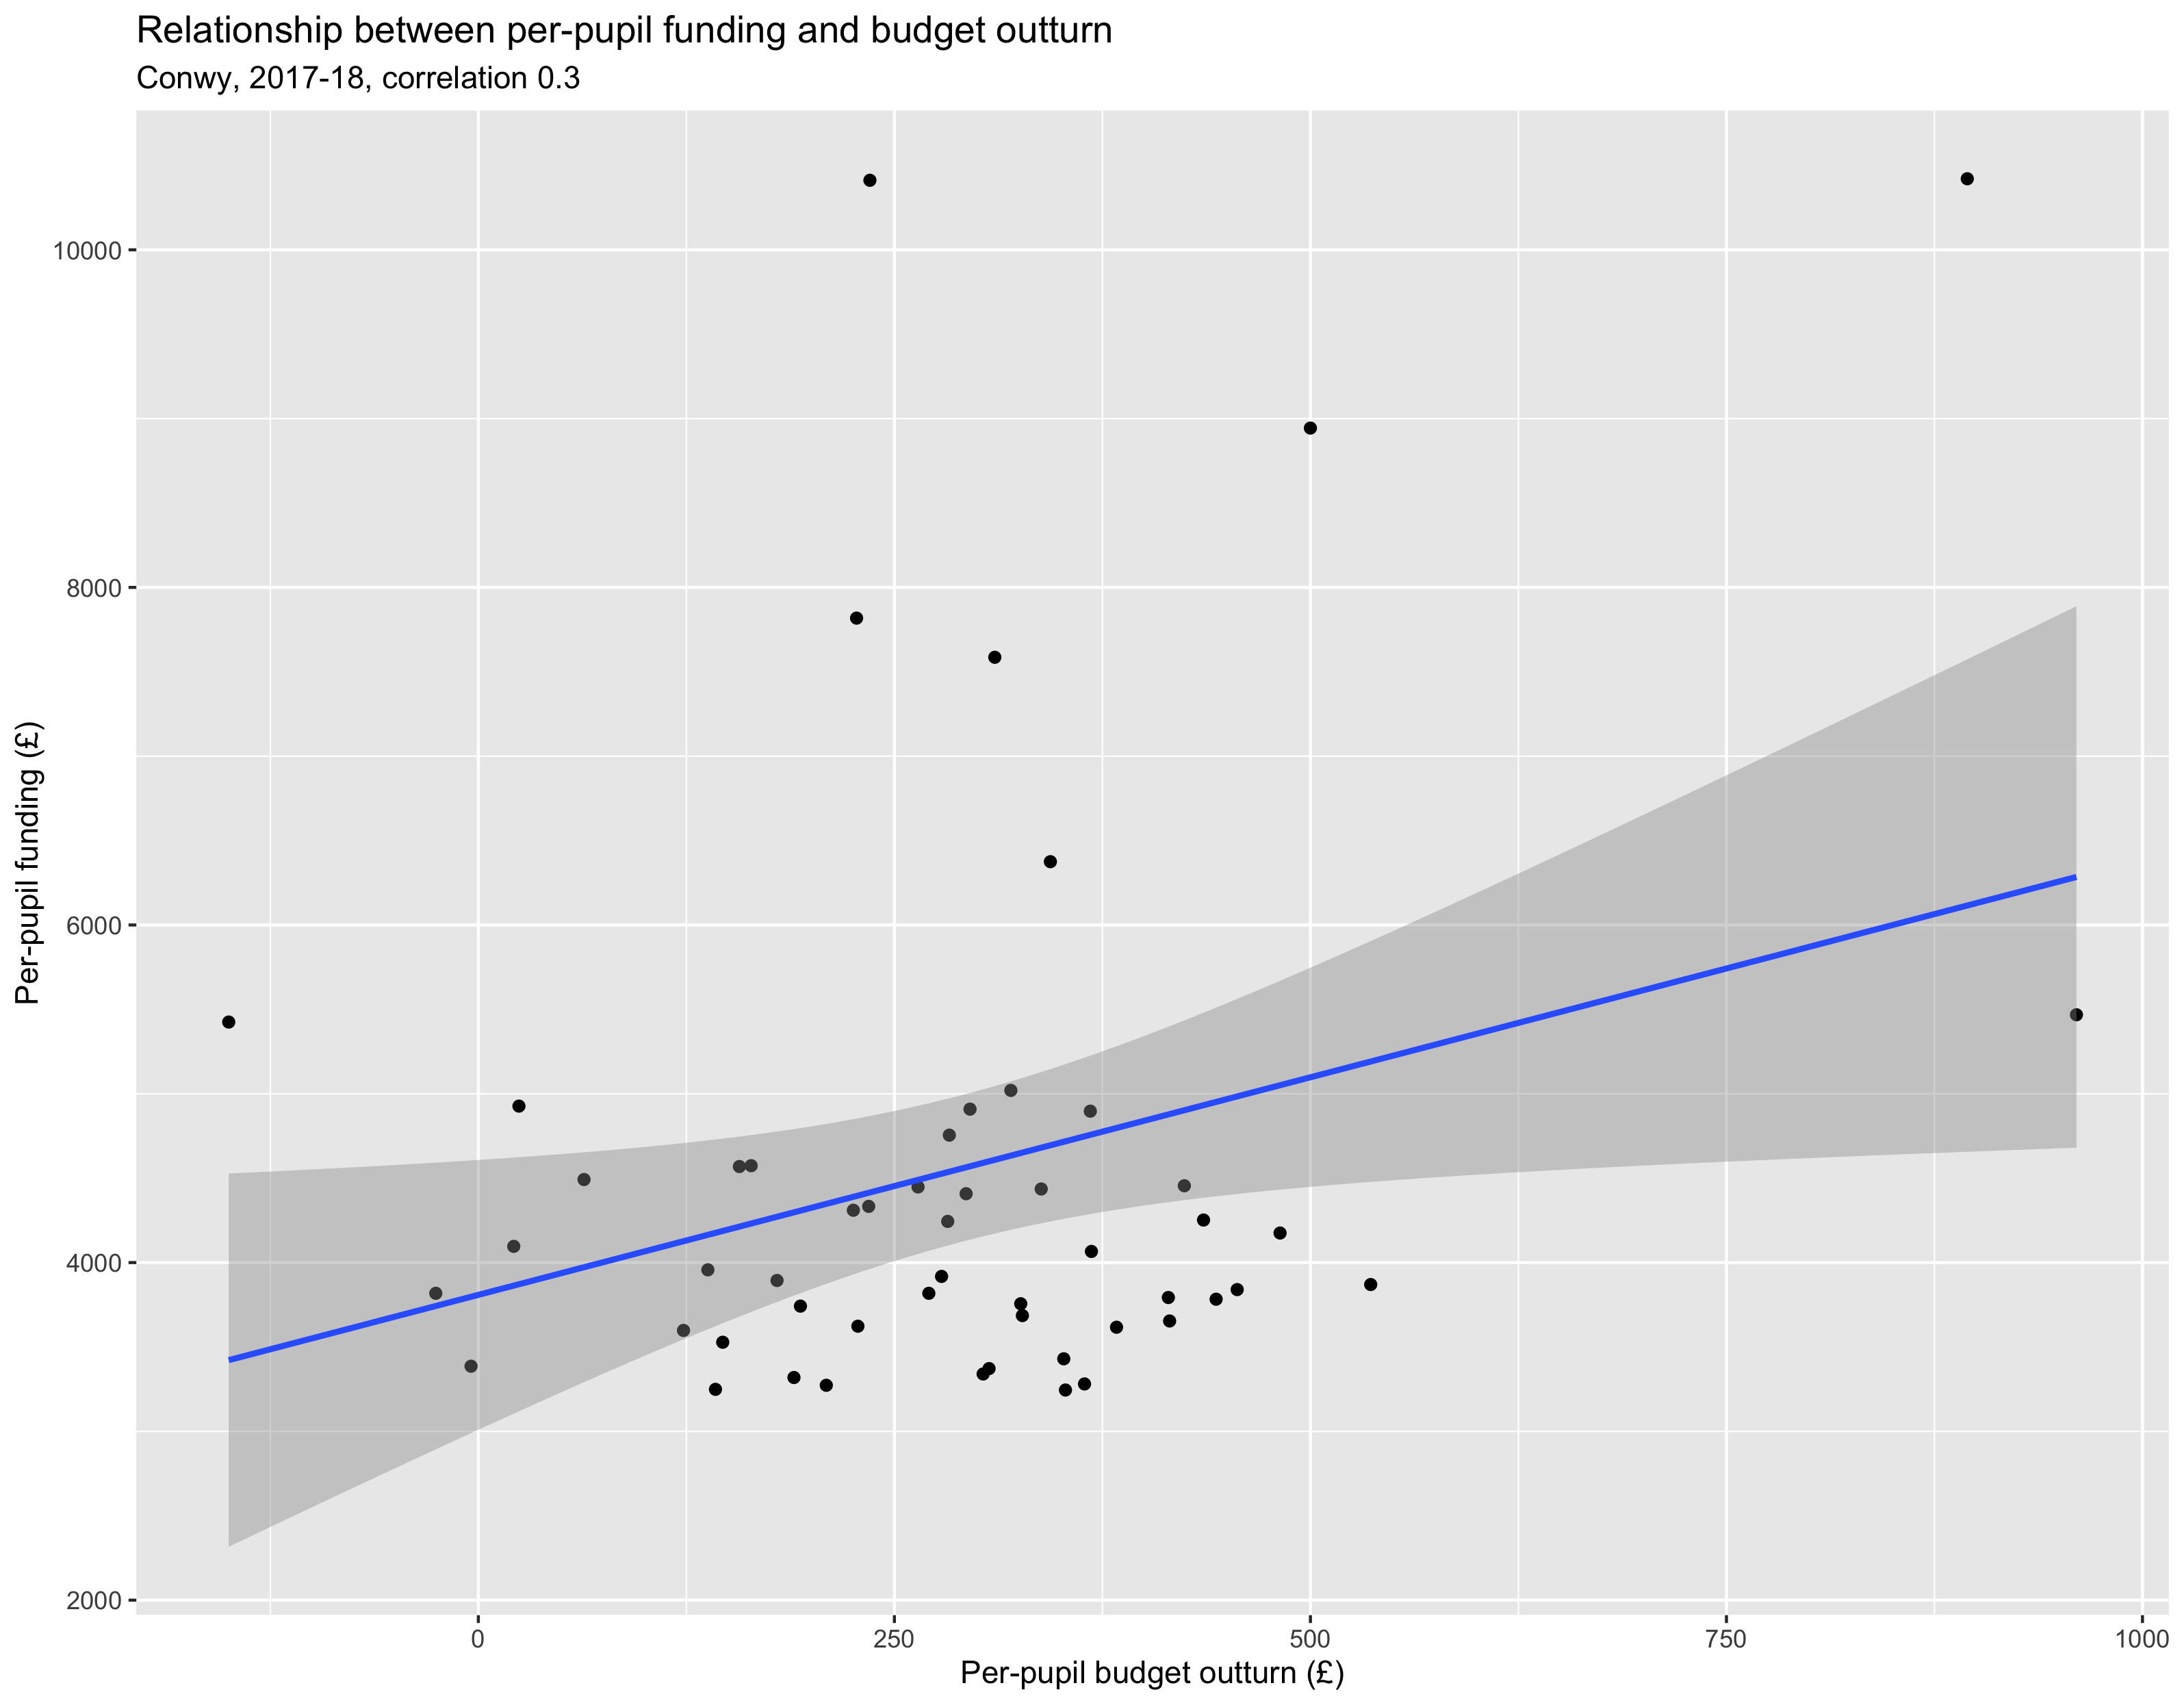 Relationship between per-pupil funding and budget outturn
Conwy, 2017-18, correlation 0.3
Per-pupil funding (£)
10000
8000
6000
4000
2000
0 250 500 750 1000
Per-pupil budget outturn (£)